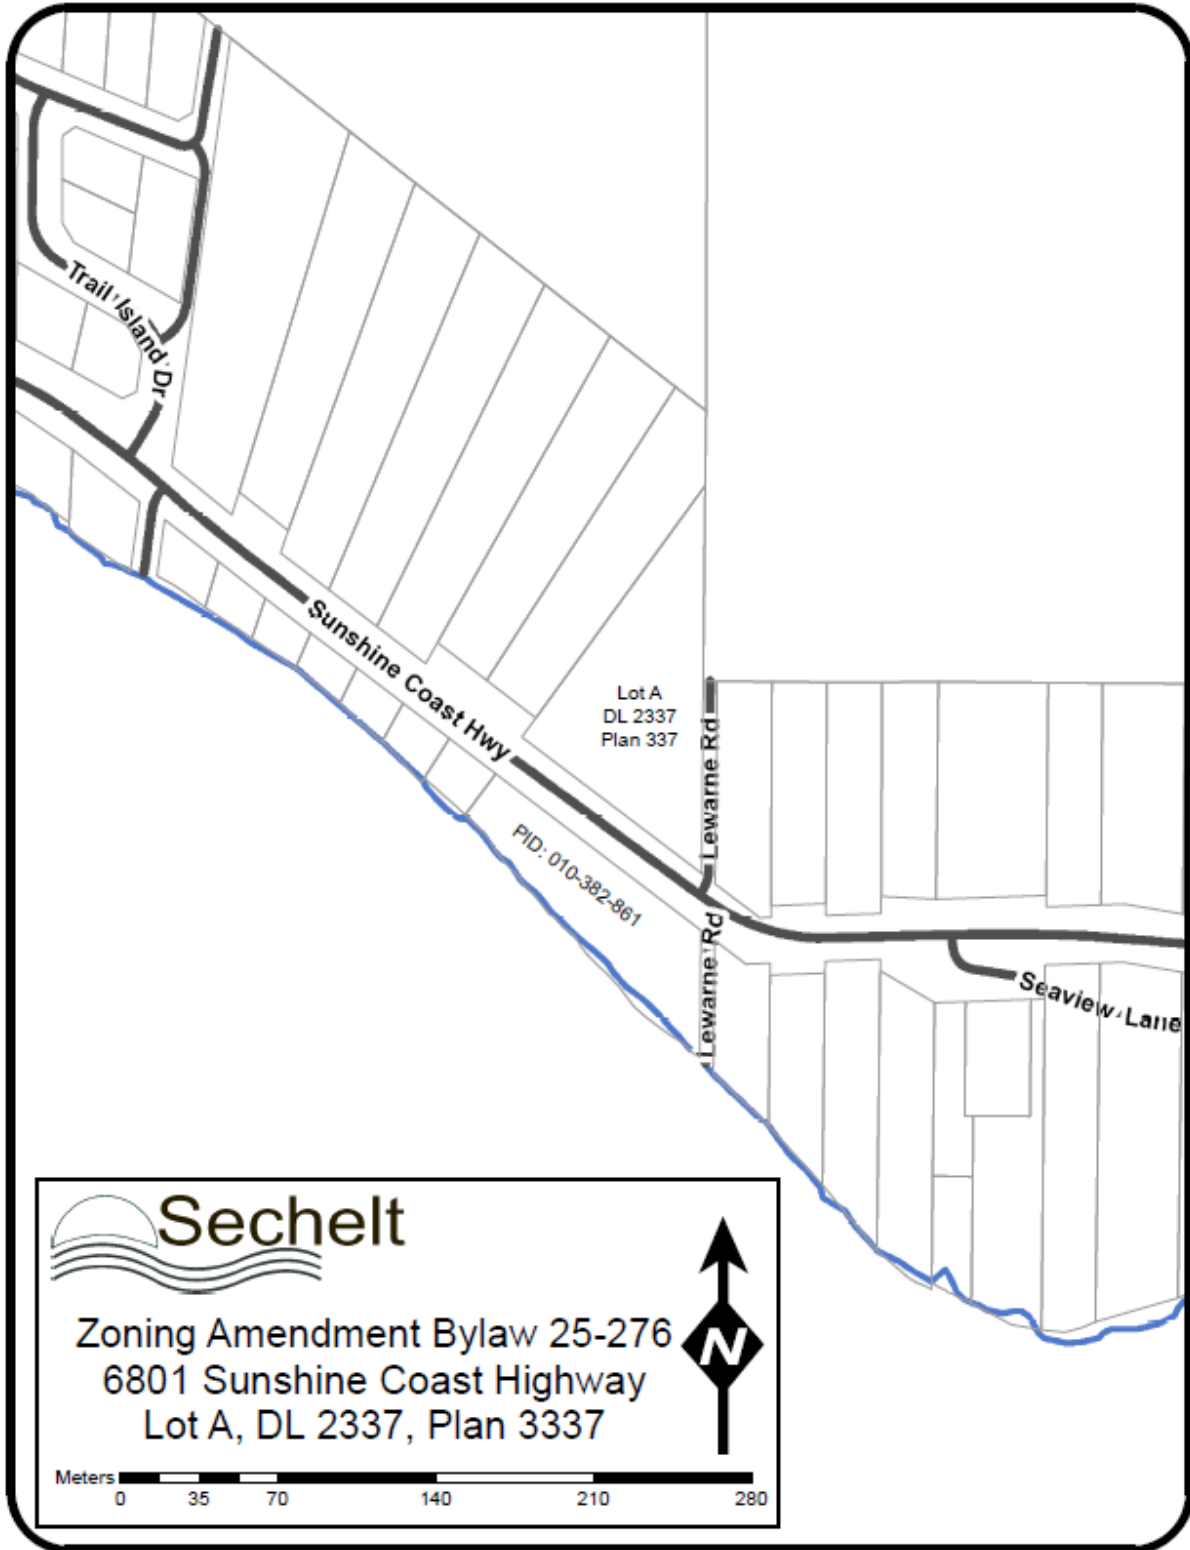 Trail Island Dr
Sunshine Coast Hwy
Lot A
DL 2337
Plan 337
Lewarne Rd
PID: 010-382-861
Lewarne Rd
Seaview Lane
Sechelt
Zoning Amendment Bylaw 25-276
6801 Sunshine Coast Highway
Lot A, DL 2337, Plan 3337
N
Meters
0 35 70 140 210 280